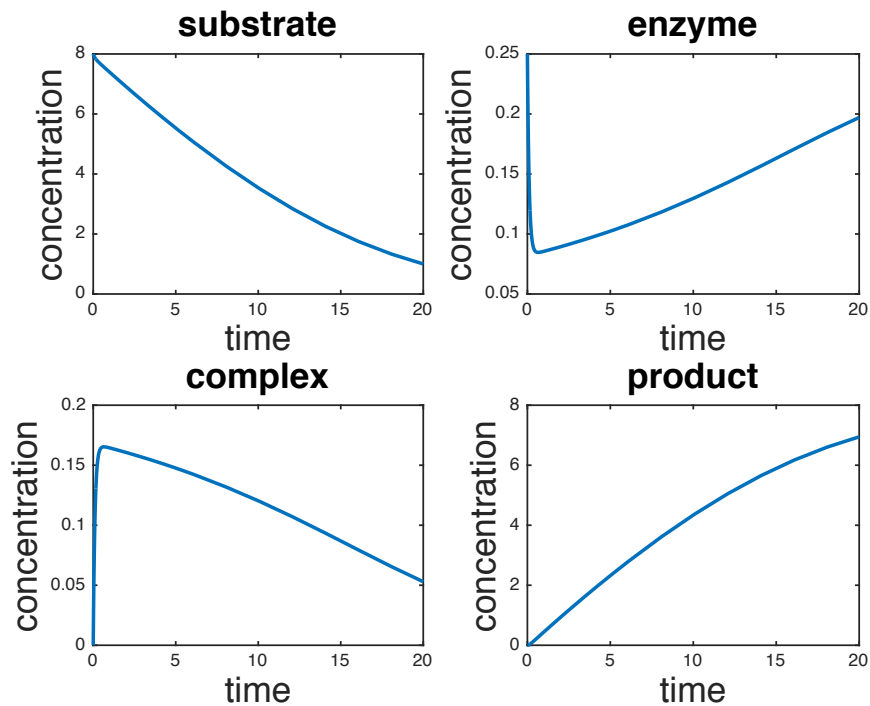 substrate
concentration
8
6
4
2
0
0 5 10 15 20
time
enzyme
concentration
0.25
0.2
0.15
0.1
0.05
0 5 10 15 20
time
complex
concentration
0.2
0.15
0.1
0.05
0
0 5 10 15 20
time
product
concentration
8
6
4
2
0
0 5 10 15 20
time